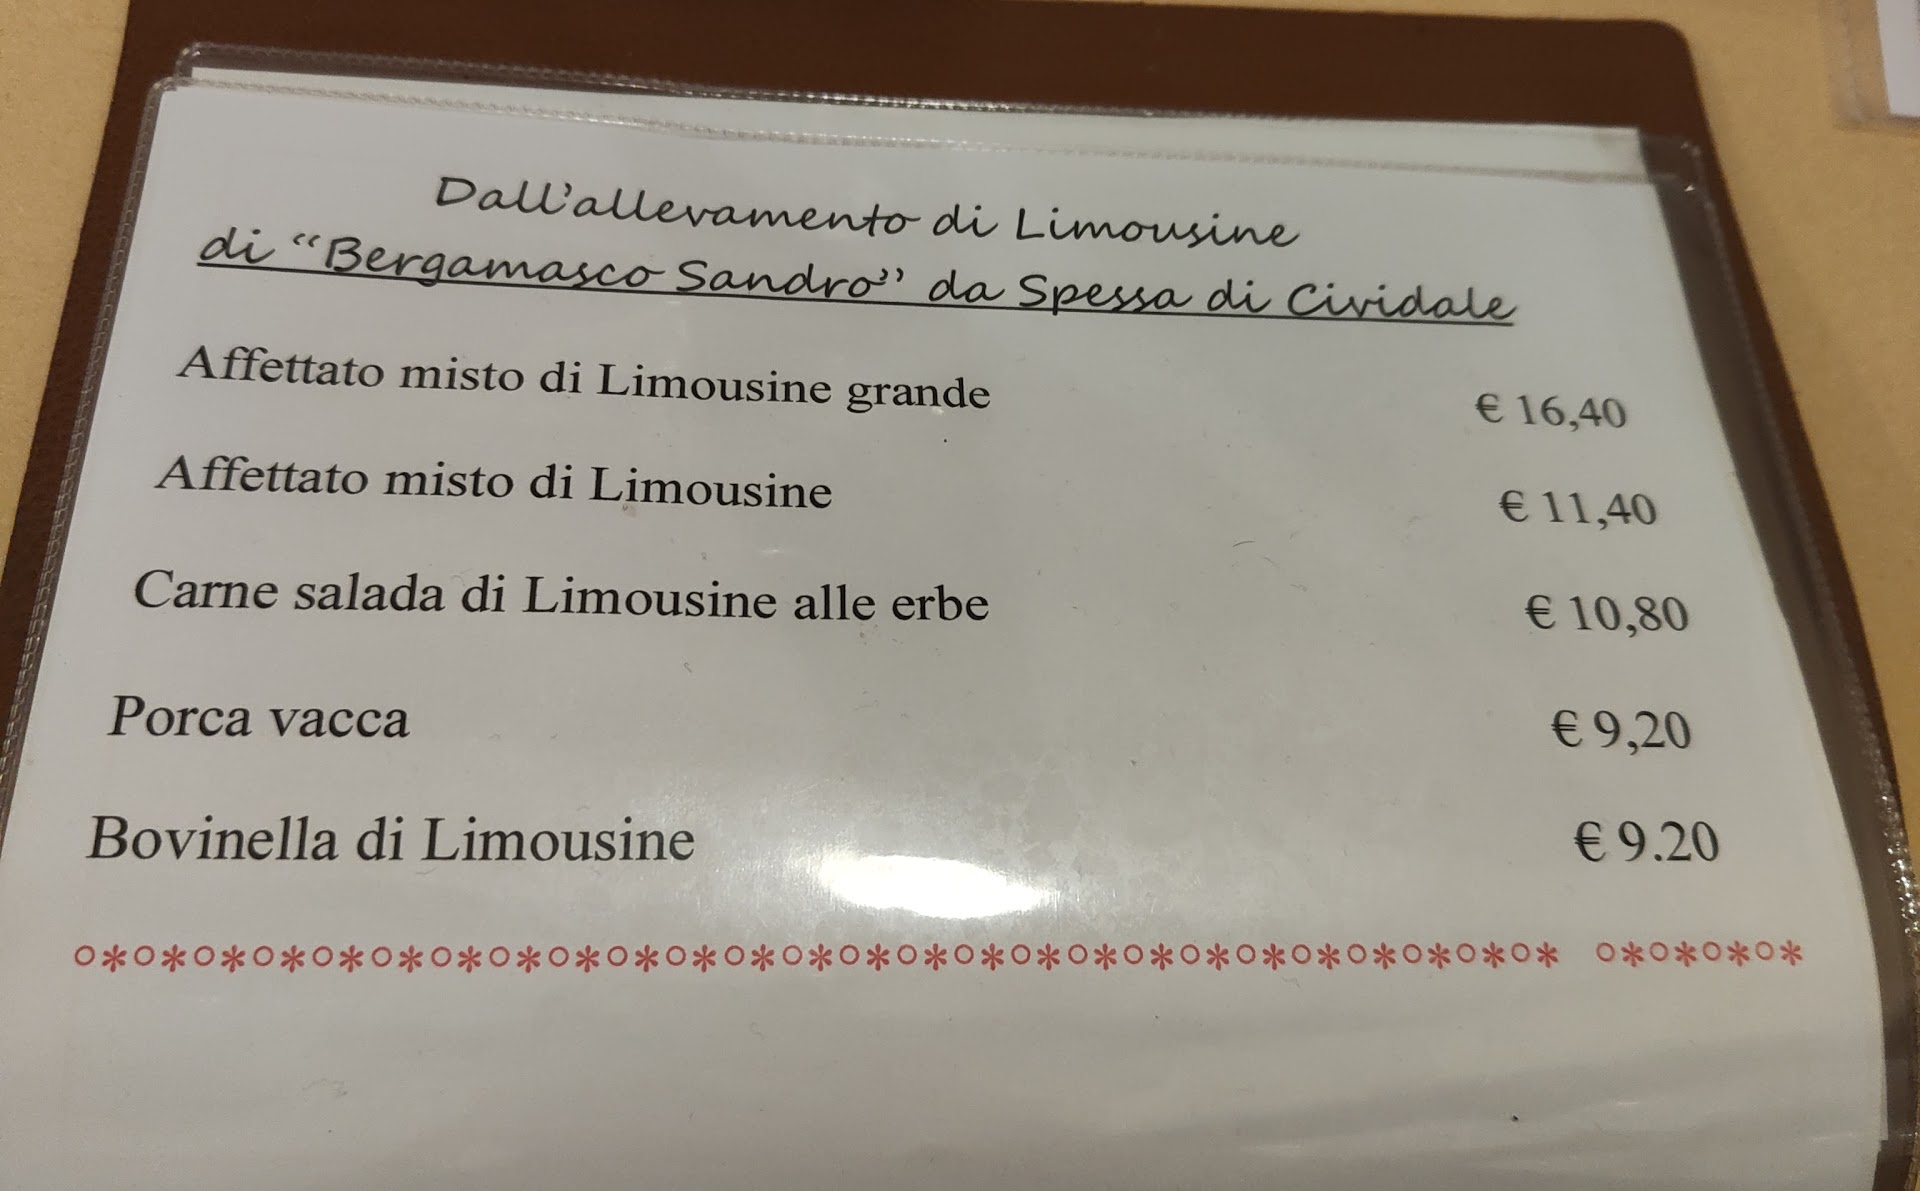 Dall'allevamento di Limousine
di “Bergamasco Sandro” da Spessa di Cividale
Affettato misto di Limousine grande € 16,40
Affettato misto di Limousine € 11,40
Carne salada di Limousine alle erbe € 10,80
Porca vacca € 9,20
Bovinella di Limousine € 9.20